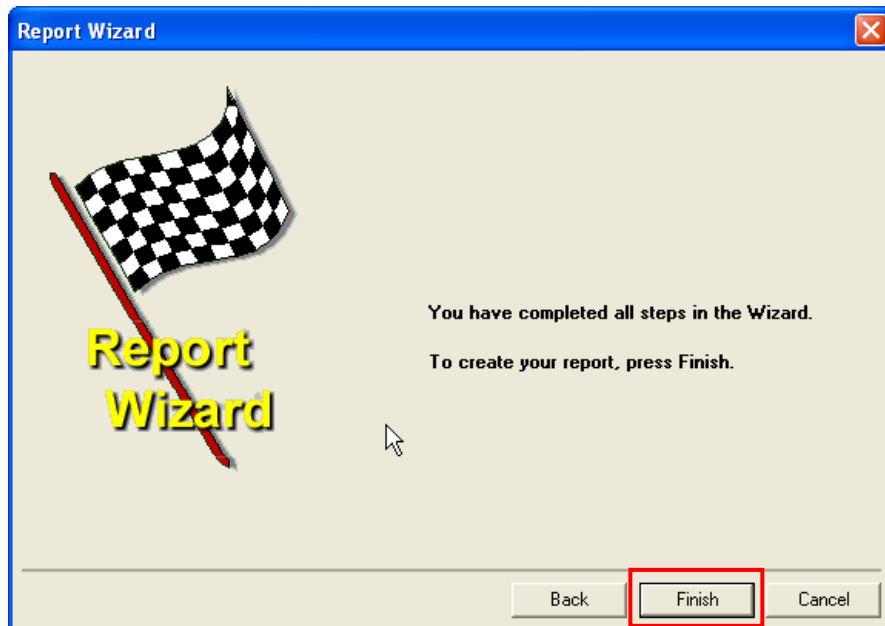 Report Wizard
You have completed all steps in the Wizard.
To create your report, press Finish.
Report
Wizard
Back
Finish
Cancel